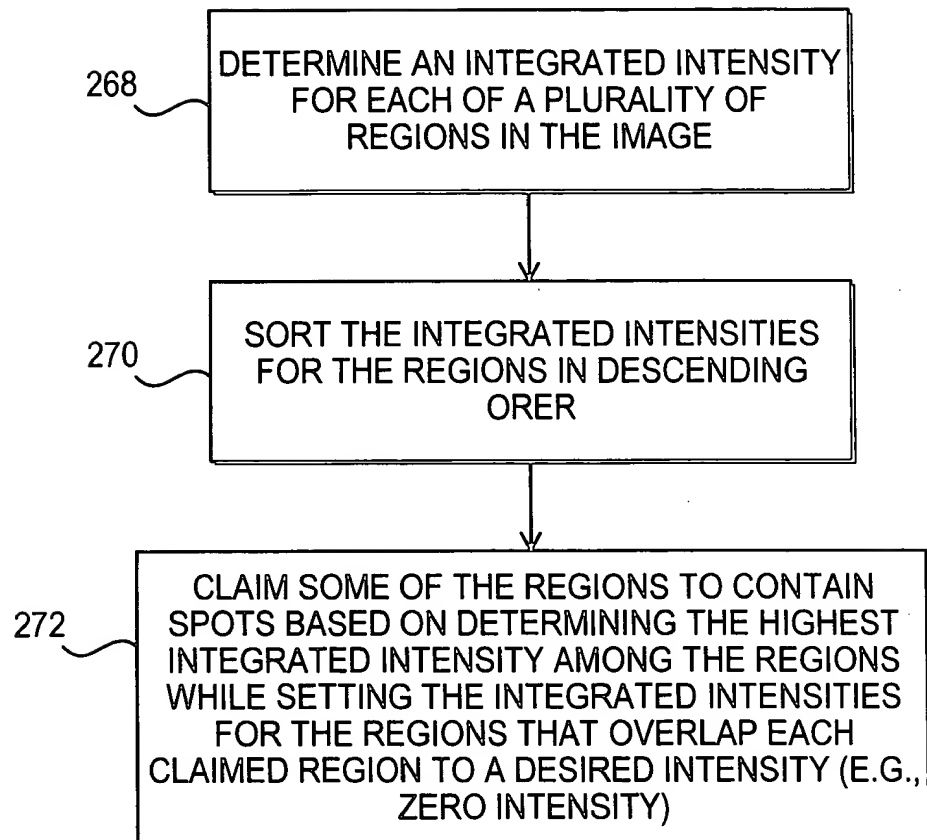 268
DETERMINE AN INTEGRATED INTENSITY
FOR EACH OF A PLURALITY OF
REGIONS IN THE IMAGE
270
SORT THE INTEGRATED INTENSITIES
FOR THE REGIONS IN DESCENDING
ORER
272
CLAIM SOME OF THE REGIONS TO CONTAIN
SPOTS BASED ON DETERMINING THE HIGHEST
INTEGRATED INTENSITY AMONG THE REGIONS
WHILE SETTING THE INTEGRATED INTENSITIES
FOR THE REGIONS THAT OVERLAP EACH
CLAIMED REGION TO A DESIRED INTENSITY (E.G.,
ZERO INTENSITY)